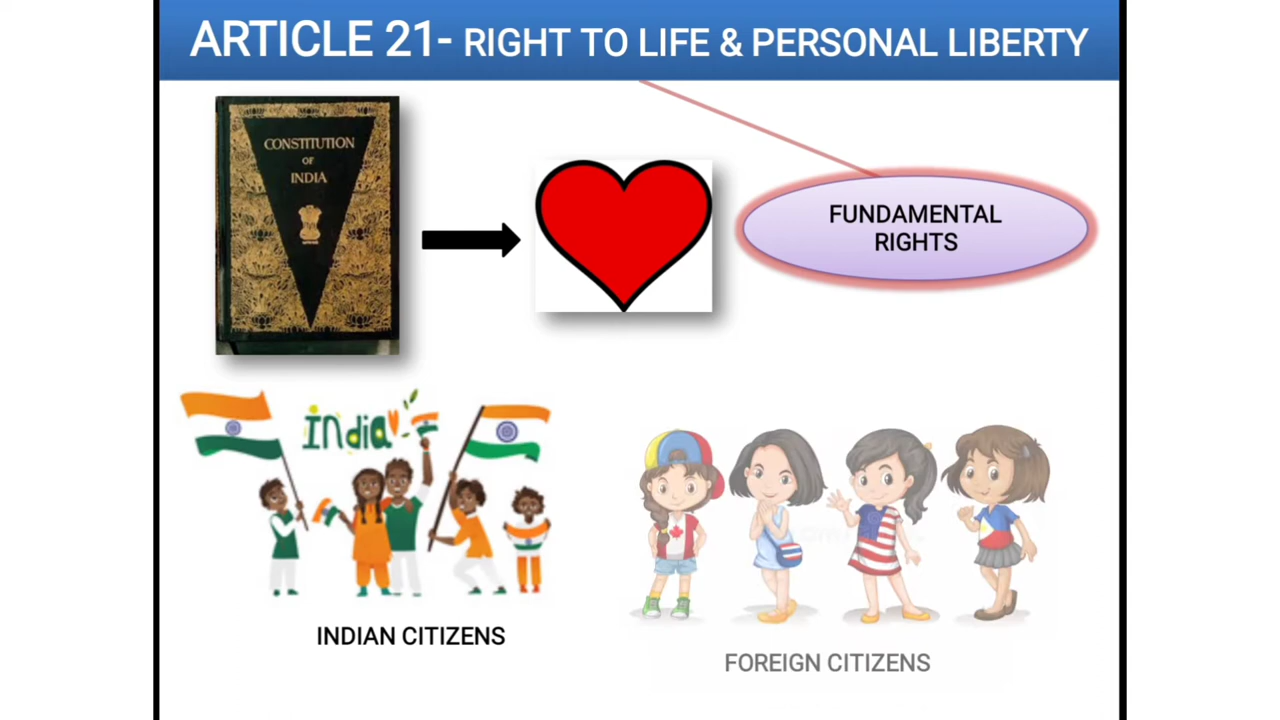 ARTICLE 21- RIGHT TO LIFE & PERSONAL LIBERTY
CONSTITUTION
OF
INDIA
FUNDAMENTAL
RIGHTS
India
INDIAN CITIZENS
FOREIGN CITIZENS